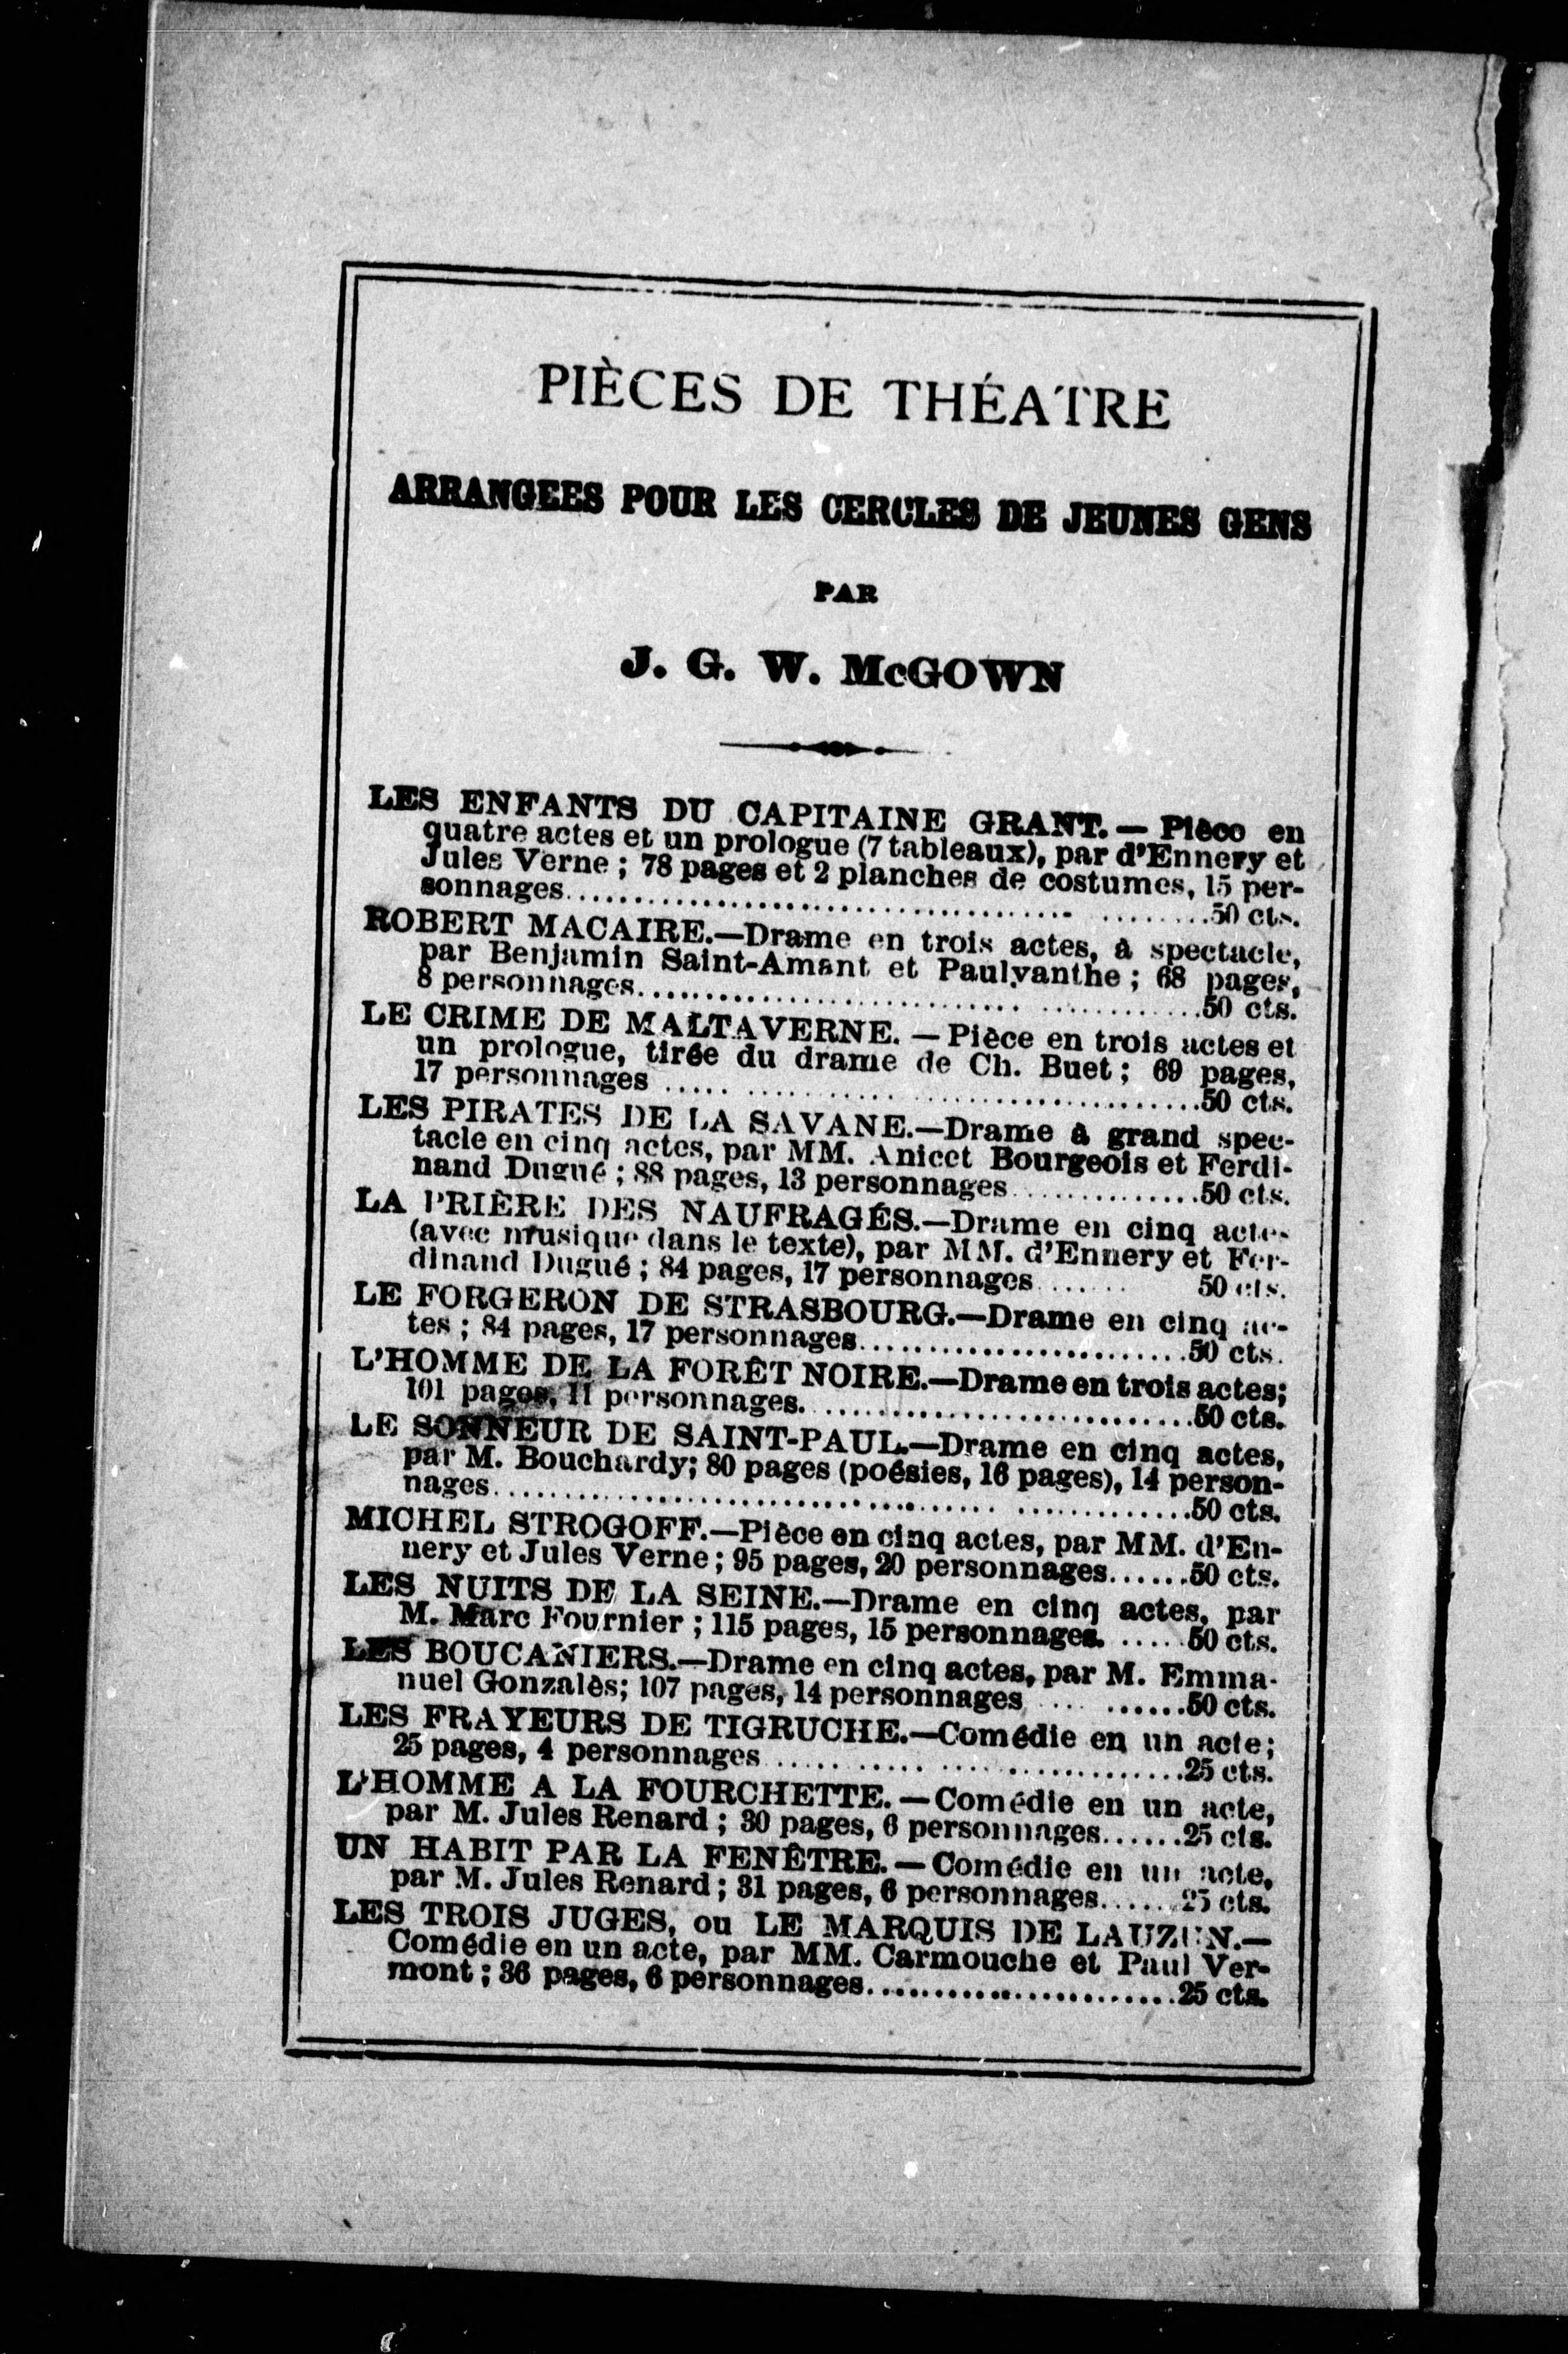 PIÈCES DE THÉATRE
ARRANGEES POUR LES CERCLES DE JEUNES GENS
PAR
J. G. W. McGOWN
LES ENFANTS DU CAPITAINE GRANT. — Pièce en
quatre actes et un prologue (7 tableaux), par d'Ennery et
Jules Verne ; 78 pages et 2 planches de costumes, 15 per-
sonnages.......................................... ........50 cts.
ROBERT MACAIRE.—Drame en trois actes, à spectacle,
par Benjamin Saint-Amant et Paulyanthe ; 68 pages,
8 personnages................................ ............50 cts.
LE CRIME DE MALTAVERNE. — Pièce en trois actes et
un prologue, tirée du drame de Ch. Buet ; 69 pages,
17 personnages ..... .........................................50 cts.
LES PIRATES DE LA SAVANE.—Drame à grand spec-
tacle en cinq actes, par MM. Anicet Bourgeois et Ferdi-
nand Dugué ; 88 pages, 13 personnages..............50 cts.
LA PRIÈRE DES NAUFRAGÉS.—Drame en cinq actes
(avec musique dans le texte), par MM. d'Ennery et Fer-
dinand Dugué ; 84 pages, 17 personnages....... 50 cts.
LE FORGERON DE STRASBOURG.—Drame en cinq ac-
tes ; 84 pages, 17 personnages.........................50 cts.
L'HOMME DE LA FORÊT NOIRE.—Drame en trois actes;
101 pages, 11 personnages. ..............................50 cts.
LE SONNEUR DE SAINT-PAUL.—Drame en cinq actes,
par M. Bouchardy; 80 pages (poésies, 16 pages), 14 person-
nages....................................... .............50 cts.
MICHEL STROGOFF.—Pièce en cinq actes, par MM. d'En-
nery et Jules Verne ; 95 pages, 20 personnages......50 cts.
LES NUITS DE LA SEINE.—Drame en cinq actes, par
M. Marc Fournier ; 115 pages, 15 personnages. .....50 cts.
LES BOUCANIERS.—Drame en cinq actes, par M. Emma-
nuel Gonzalès; 107 pages, 14 personnages .... ......50 cts.
LES FRAYEURS DE TIGRUCHE.—Comédie en un acte;
25 pages, 4 personnages ..... ..... .....................25 cts.
L'HOMME A LA FOURCHETTE. — Comédie en un acte,
par M. Jules Renard ; 30 pages, 6 personnages......25 cts.
UN HABIT PAR LA FENÊTRE. — Comédie en un acte,
par M. Jules Renard ; 31 pages, 6 personnages......25 cts.
LES TROIS JUGES, ou LE MARQUIS DE LAUZUN.—
Comédie en un acte, par MM. Carmouche et Paul Ver-
mont ; 36 pages, 6 personnages........................25 cts.